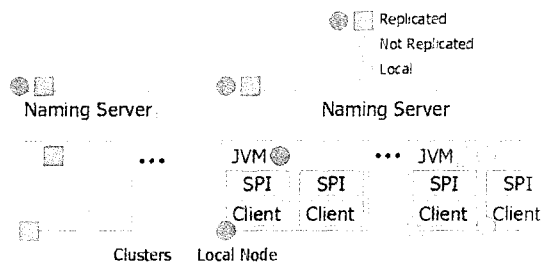 Replicated
Not Replicated
Local
Naming Server
Naming Server
... JVM ... JVM
SPI SPI SPI SPI
Client Client Client Client
Clusters Local Node